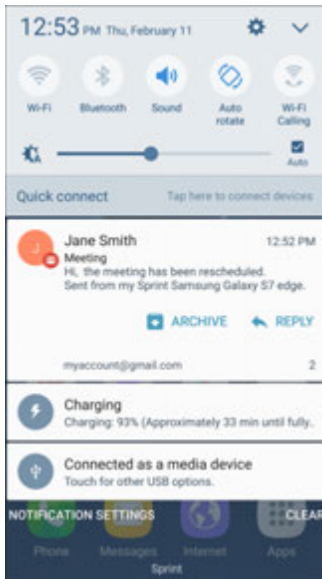 12:53 PM Thu, February 11
Wi-Fi Bluetooth Sound Auto rotate Wi-Fi Calling
Auto
Quick connect Tap here to connect devices
J
Jane Smith 12:52 PM
Meeting
Hi, the meeting has been rescheduled.
Sent from my Sprint Samsung Galaxy S7 edge.
ARCHIVE REPLY
myaccount@gmail.com 2
Charging
Charging: 93% (Approximately 33 min until fully..
Connected as a media device
Touch for other USB options.
NOTIFICATION SETTINGS CLEAR
Phone Messages Internet Apps
Sprint